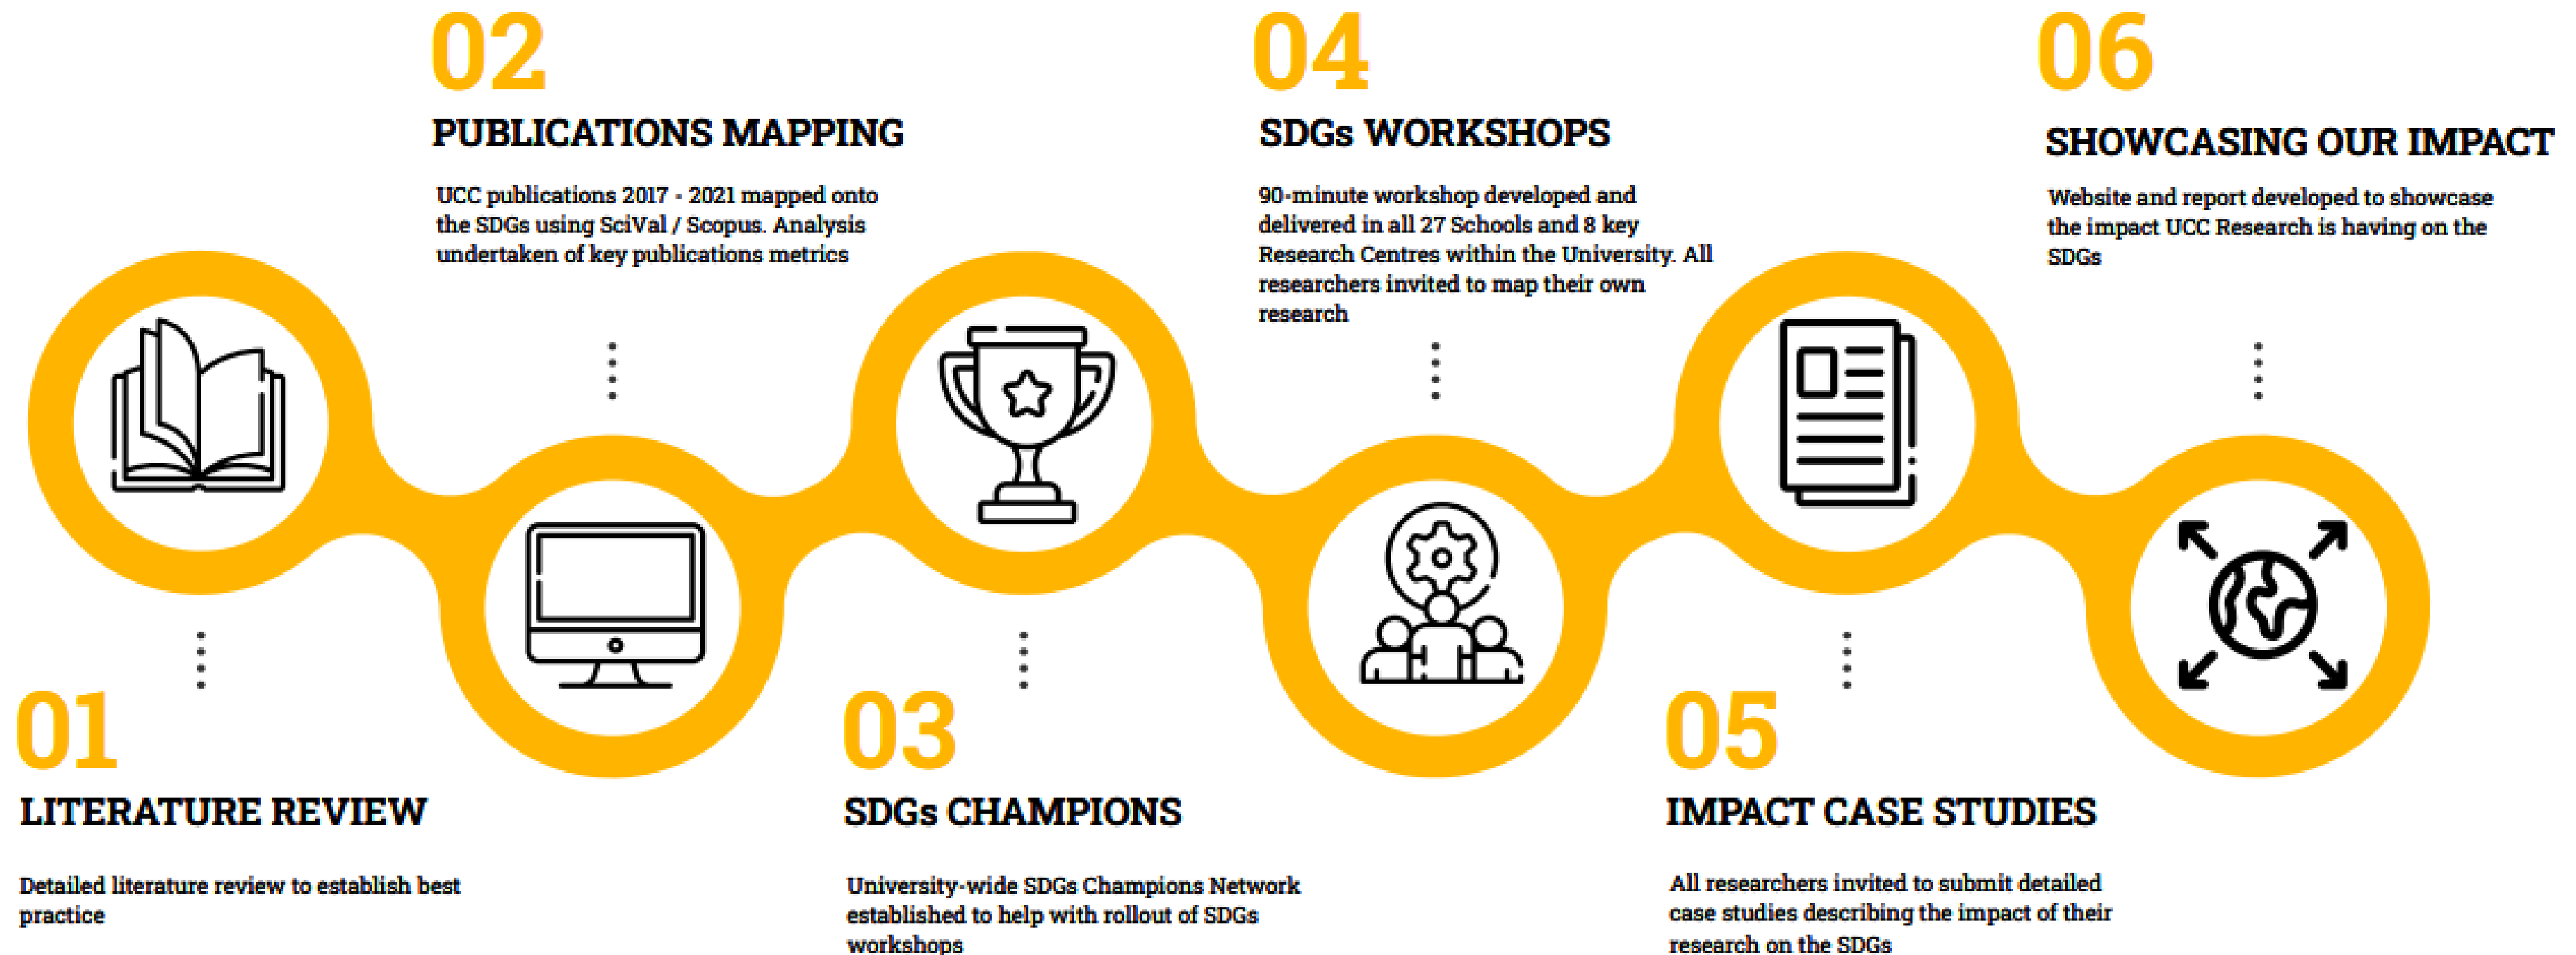 01
LITERATURE REVIEW
Detailed literature review to establish best
practice
02
PUBLICATIONS MAPPING
UCC publications 2017 - 2021 mapped onto
the SDGs using SciVal / Scopus. Analysis
undertaken of key publications metrics
03
SDGs CHAMPIONS
University-wide SDGs Champions Network
established to help with rollout of SDGs
workshops
04
SDGs WORKSHOPS
90-minute workshop developed and
delivered in all 27 Schools and 8 key
Research Centres within the University. All
researchers invited to map their own
research
05
IMPACT CASE STUDIES
All researchers invited to submit detailed
case studies describing the impact of their
research on the SDGs
06
SHOWCASING OUR IMPACT
Website and report developed to showcase
the impact UCC Research is having on the
SDGs